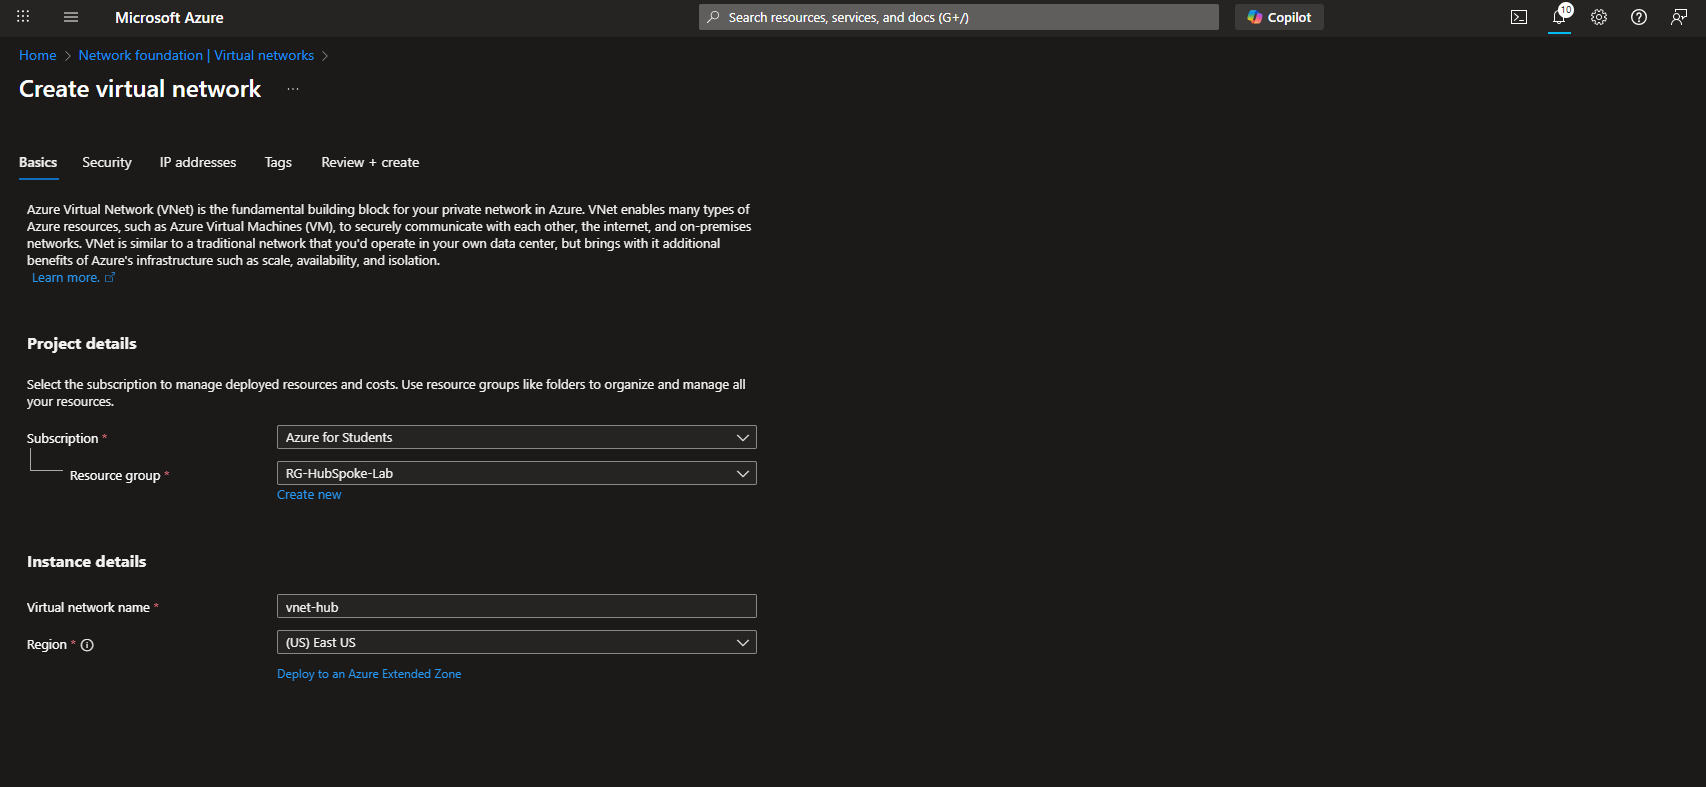 Microsoft Azure
Search resources, services, and docs (G+/)
Copilot
10
Home > Network foundation | Virtual networks >
Create virtual network ...
Basics Security IP addresses Tags Review + create
Azure Virtual Network (VNet) is the fundamental building block for your private network in Azure. VNet enables many types of
Azure resources, such as Azure Virtual Machines (VM), to securely communicate with each other, the internet, and on-premises
networks. VNet is similar to a traditional network that you'd operate in your own data center, but brings with it additional
benefits of Azure's infrastructure such as scale, availability, and isolation.
Learn more.
Project details
Select the subscription to manage deployed resources and costs. Use resource groups like folders to organize and manage all
your resources.
Subscription *
Azure for Students
Resource group *
RG-HubSpoke-Lab
Create new
Instance details
Virtual network name *
vnet-hub
Region *
(US) East US
Deploy to an Azure Extended Zone